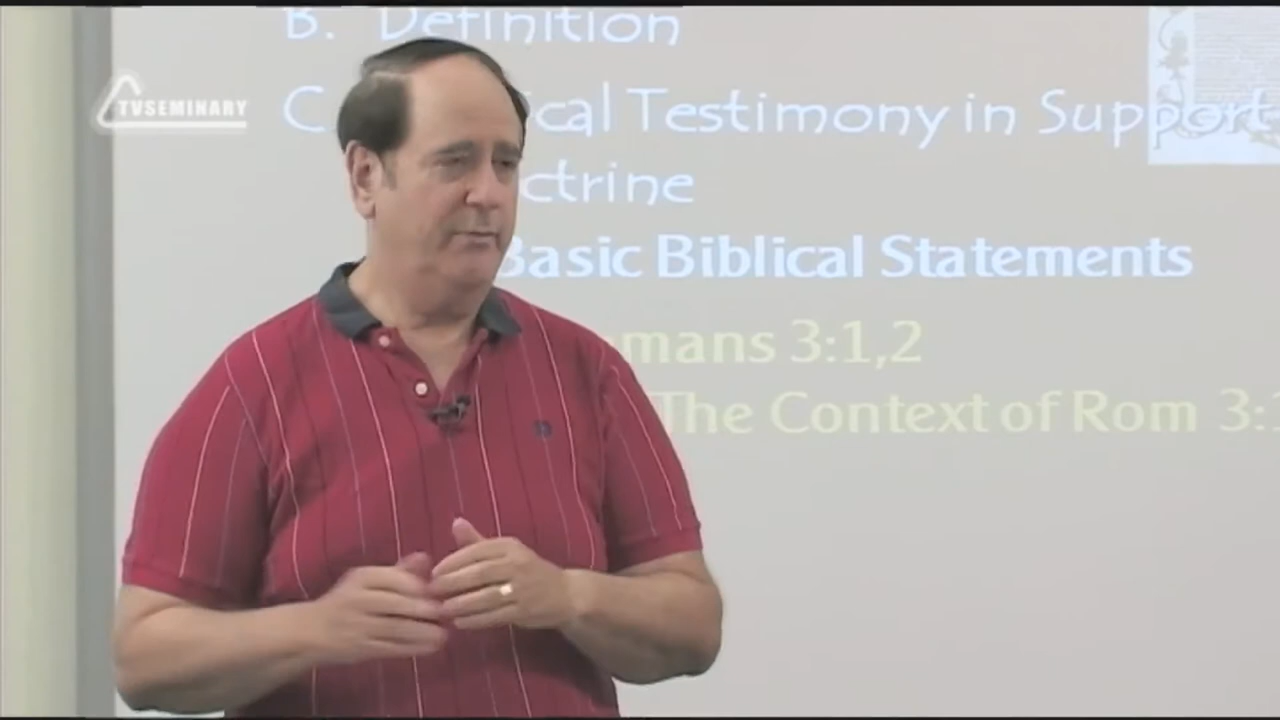 B. Definition
TVSEMINARY
C. ical Testimony in Support
ctrine
Basic Biblical Statements
mans 3:1,2
The Context of Rom 3:1